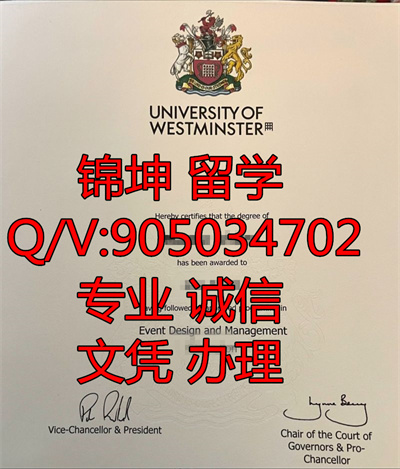 UNIVERSITY OF
WESTMINSTER
锦坤 留学
Hereby certifies that the degree of
Q/V:905034702
has been awarded to
专业 诚信
followed
in
Event Design and Management
文凭 办理
Vice-Chancellor & President
Chair of the Court of
Governors & Pro-
Chancellor